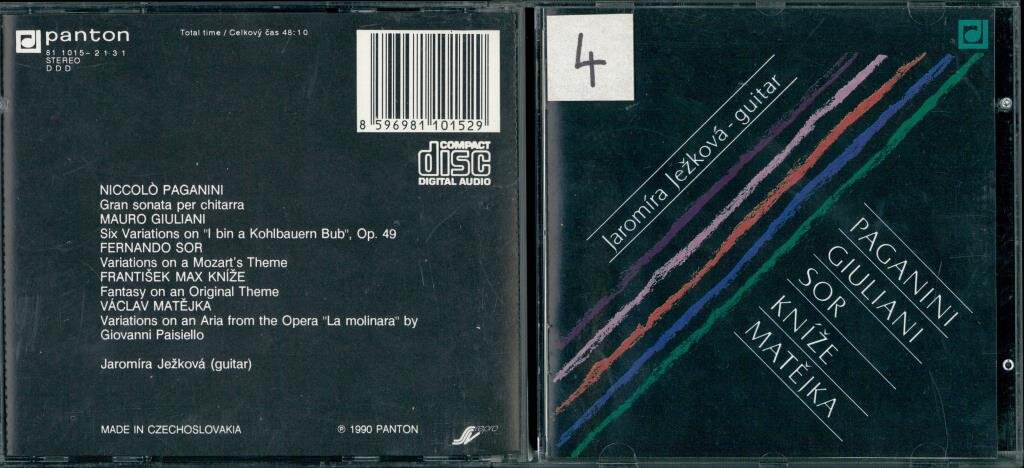 panton
81 1015-2131
STEREO
DDD
Total time / Celkový čas 48:10
8 596981 101529
COMPACT
disc
DIGITAL AUDIO
NICCOLÒ PAGANINI
Gran sonata per chitarra
MAURO GIULIANI
Six Variations on "I bin a Kohlbauern Bub", Op. 49
FERNANDO SOR
Variations on a Mozart's Theme
FRANTIŠEK MAX KNÍŽE
Fantasy on an Original Theme
VÁCLAV MATĚJKA
Variations on an Aria from the Opera "La molinara" by
Giovanni Paisiello
Jaromíra Ježková (guitar)
MADE IN CZECHOSLOVAKIA
℗ 1990 PANTON
repro
4
Jaromíra Ježková - guitar
PAGANINI
GIULIANI
SOR
KNÍŽE
MATĚJKA